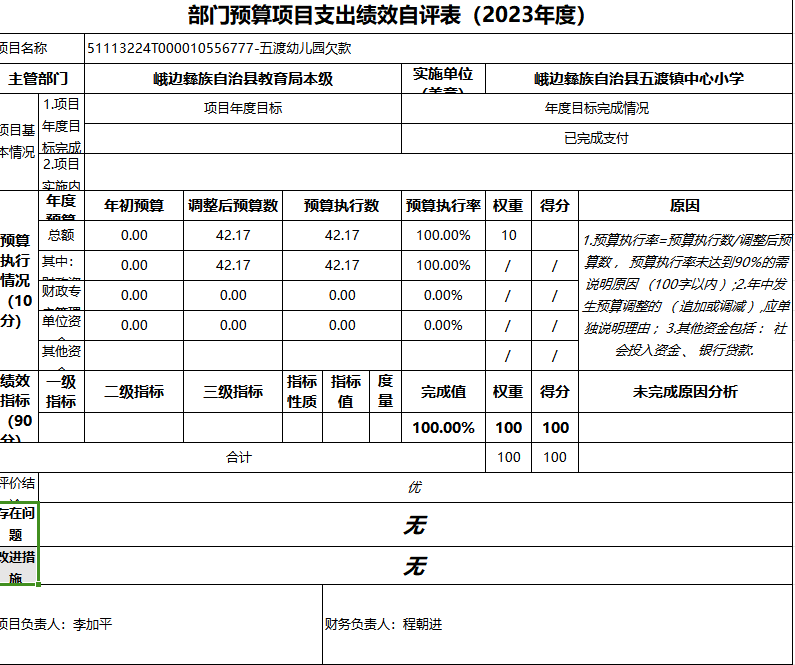 部门预算项目支出绩效自评表（2023年度）
项目名称 51113224T000010556777-五渡幼儿园欠款
主管部门 峨边彝族自治县教育局本级 实施单位（盖章） 峨边彝族自治县五渡镇中心小学
项目基本情况 1.项目年度目标完成 项目年度目标 年度目标完成情况
已完成支付
2.项目实施内
预算执行情况（10分） 年度预算 年初预算 调整后预算数 预算执行数 预算执行率 权重 得分 原因
总额 0.00 42.17 42.17 100.00% 10
其中： 0.00 42.17 42.17 100.00% / /
财政专 0.00 0.00 0.00 0.00% / /
单位资 0.00 0.00 0.00 0.00% / /
其他资 / /
1.预算执行率=预算执行数/调整后预
算数 ， 预算执行率未达到90%的需
说明原因 （100字以内）;2.年中发
生预算调整的 （追加或调减）,应单
独说明理由 ； 3.其他资金包括 ： 社
会投入资金 、 银行贷款.
绩效指标（90分） 一级指标 二级指标 三级指标 指标性质 指标值 度量 完成值 权重 得分 未完成原因分析
100.00% 100 100
合计 100 100
评价结 优
存在问题 无
改进措施 无
项目负责人：李加平 财务负责人：程朝进